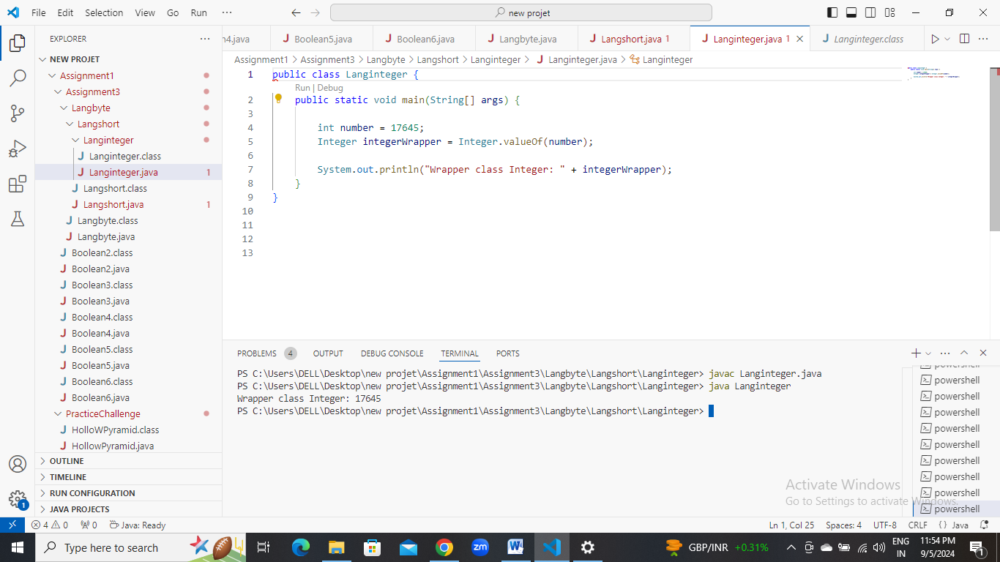 File Edit Selection View Go Run ··· new projet
EXPLORER ···
n4.java Boolean5.java Boolean6.java Langbyte.java Langshort.java 1 Langinteger.java 1 Langinteger.class
Assignment1 > Assignment3 > Langbyte > Langshort > Langinteger > Langinteger.java > Langinteger
NEW PROJET
Assignment1
Assignment3
Langbyte
Langshort
Langinteger
Langinteger.class
Langinteger.java 1
Langshort.class
Langshort.java 1
Langbyte.class
Langbyte.java
Boolean2.class
Boolean2.java
Boolean3.class
Boolean3.java
Boolean4.class
Boolean4.java
Boolean5.class
Boolean5.java
Boolean6.class
Boolean6.java
PracticeChallenge
HolloWPyramid.class
HollowPyramid.java
OUTLINE
TIMELINE
RUN CONFIGURATION
JAVA PROJECTS
1 public class Langinteger {
Run | Debug
2 public static void main(String[] args) {
3
4 int number = 17645;
5 Integer integerWrapper = Integer.valueOf(number);
6
7 System.out.println("Wrapper class Integer: " + integerWrapper);
8 }
9 }
10
11
12
13
PROBLEMS 4 OUTPUT DEBUG CONSOLE TERMINAL PORTS
PS C:\Users\DELL\Desktop\new projet\Assignment1\Assignment3\Langbyte\Langshort\Langinteger> javac Langinteger.java
PS C:\Users\DELL\Desktop\new projet\Assignment1\Assignment3\Langbyte\Langshort\Langinteger> java Langinteger
Wrapper class Integer: 17645
PS C:\Users\DELL\Desktop\new projet\Assignment1\Assignment3\Langbyte\Langshort\Langinteger>
powershell
powershell
powershell
powershell
powershell
powershell
powershell
powershell
powershell
powershell
Activate Windows
Go to Settings to activate Windows.
1
4 0 0 Java: Ready Ln 1, Col 25 Spaces: 4 UTF-8 CRLF {} Java
Type here to search zm W GBP/INR +0.31% ENG IN 11:54 PM 9/5/2024 1